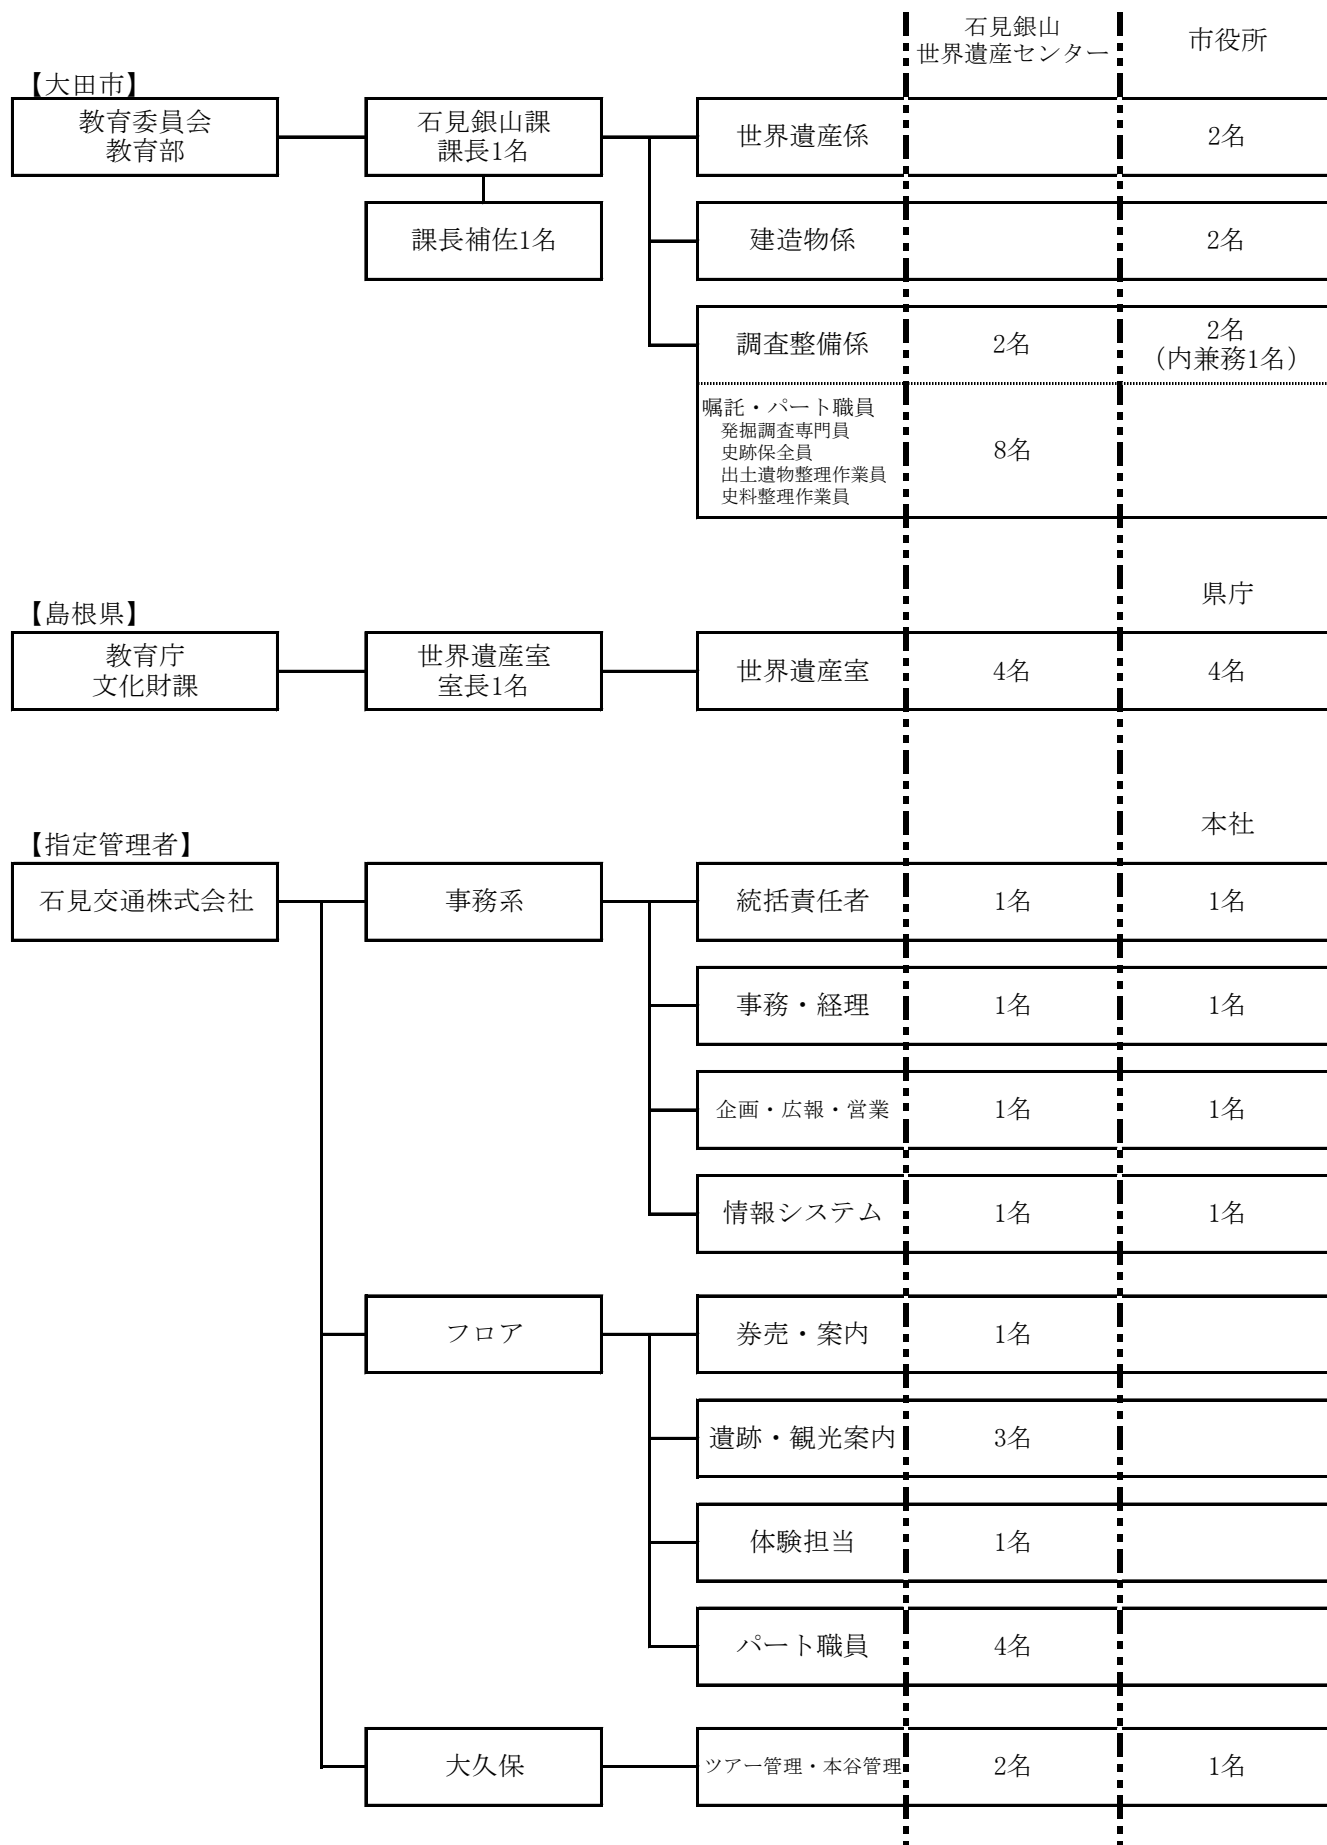 石見銀山
世界遺産センター
市役所
【大田市】
教育委員会
教育部
石見銀山課
課長1名
世界遺産係
2名
課長補佐1名
建造物係
2名
調査整備係
2名
2名
（内兼務1名）
嘱託・パート職員
発掘調査専門員
史跡保全員
出土遺物整理作業員
史料整理作業員
8名
県庁
【島根県】
教育庁
文化財課
世界遺産室
室長1名
世界遺産室
4名
4名
本社
【指定管理者】
石見交通株式会社
事務系
統括責任者
1名
1名
事務・経理
1名
1名
企画・広報・営業
1名
1名
情報システム
1名
1名
フロア
券売・案内
1名
遺跡・観光案内
3名
体験担当
1名
パート職員
4名
大久保
ツアー管理・本谷管理
2名
1名